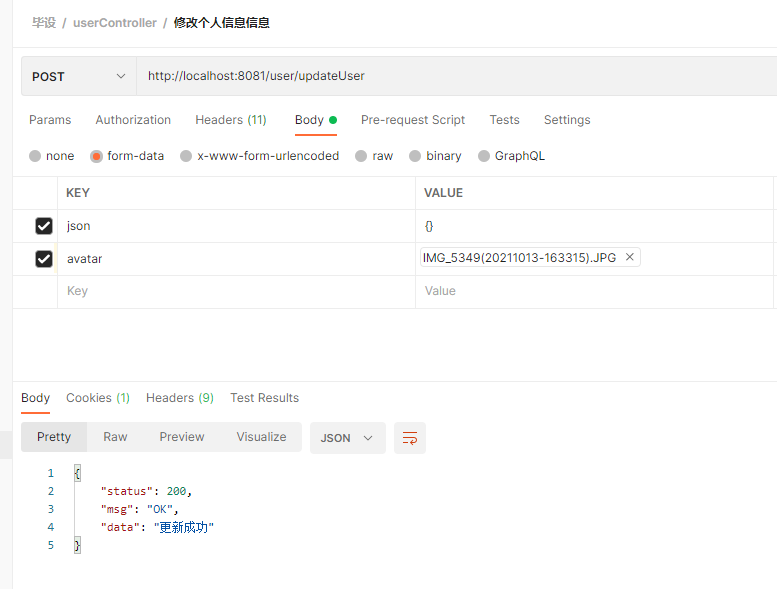 毕设 / userController / 修改个人信息信息
POST http://localhost:8081/user/updateUser
Params Authorization Headers (11) Body Pre-request Script Tests Settings
none form-data x-www-form-urlencoded raw binary GraphQL
KEY VALUE
json {}
avatar IMG_5349(20211013-163315).JPG ×
Key Value
Body Cookies (1) Headers (9) Test Results
Pretty Raw Preview Visualize JSON
1 {
2 "status": 200,
3 "msg": "OK",
4 "data": "更新成功"
5 }